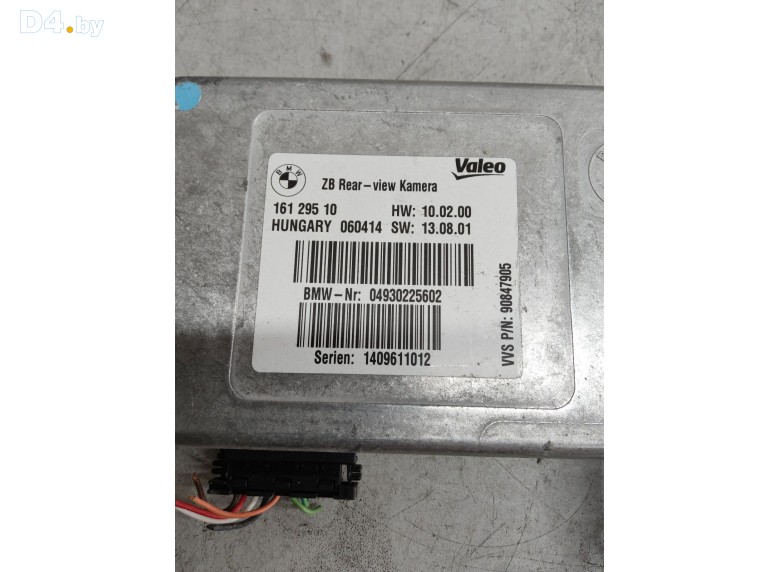 D4.by
BMW
ZB Rear-view Kamera
Valeo
161 295 10 HW: 10.02.00
HUNGARY 060414 SW: 13.08.01
BMW-Nr: 04930225602
Serien: 1409611012
VVS P/N: 90847905